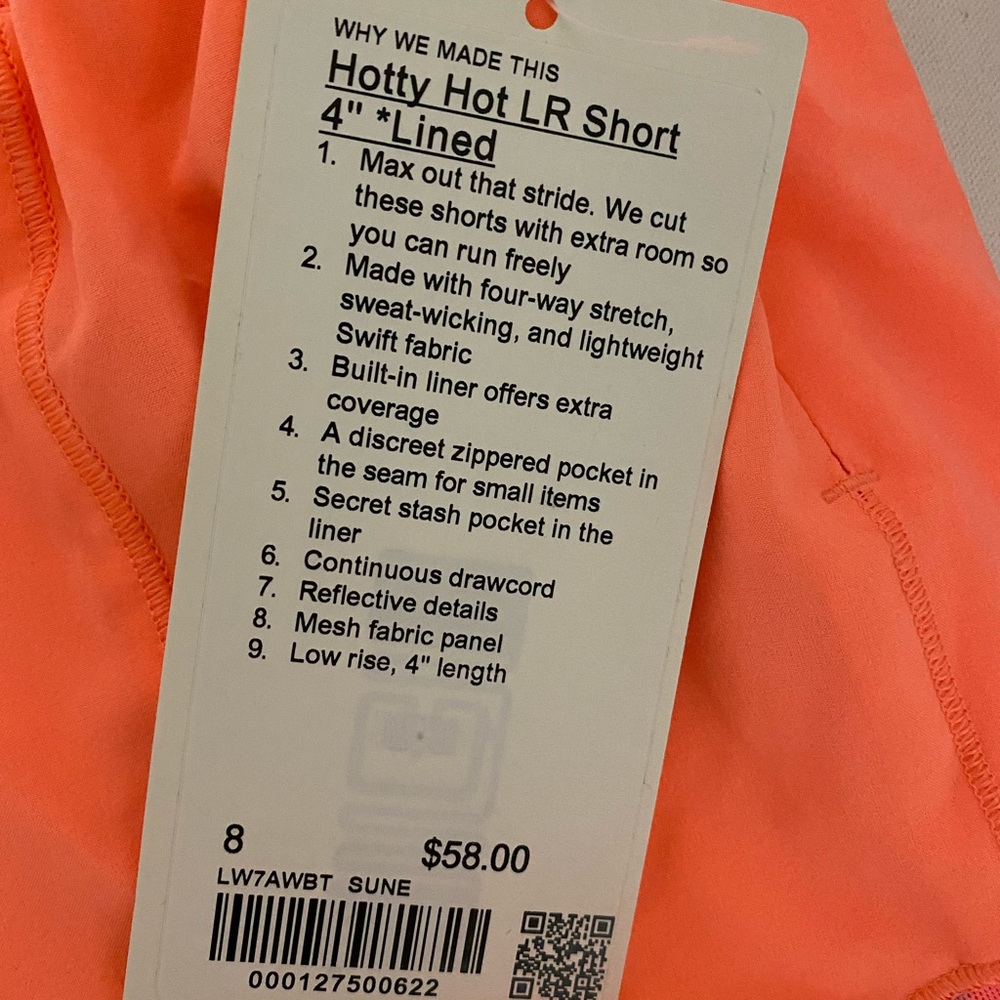 WHY WE MADE THIS
Hotty Hot LR Short
4" *Lined
1. Max out that stride. We cut
these shorts with extra room so
you can run freely
2. Made with four-way stretch,
sweat-wicking, and lightweight
Swift fabric
3. Built-in liner offers extra
coverage
4. A discreet zippered pocket in
the seam for small items
5. Secret stash pocket in the
liner
6. Continuous drawcord
7. Reflective details
8. Mesh fabric panel
9. Low rise, 4" length
8 $58.00
LW7AWBT SUNE
000127500622